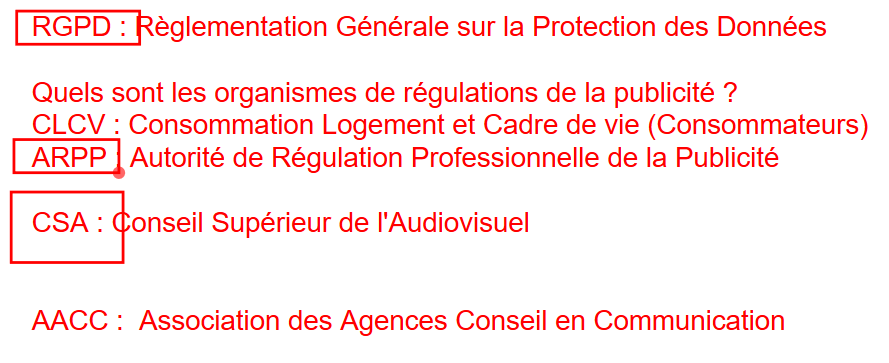 RGPD : Règlementation Générale sur la Protection des Données
Quels sont les organismes de régulations de la publicité ?
CLCV : Consommation Logement et Cadre de vie (Consommateurs)
ARPP : Autorité de Régulation Professionnelle de la Publicité
CSA : Conseil Supérieur de l'Audiovisuel
AACC : Association des Agences Conseil en Communication